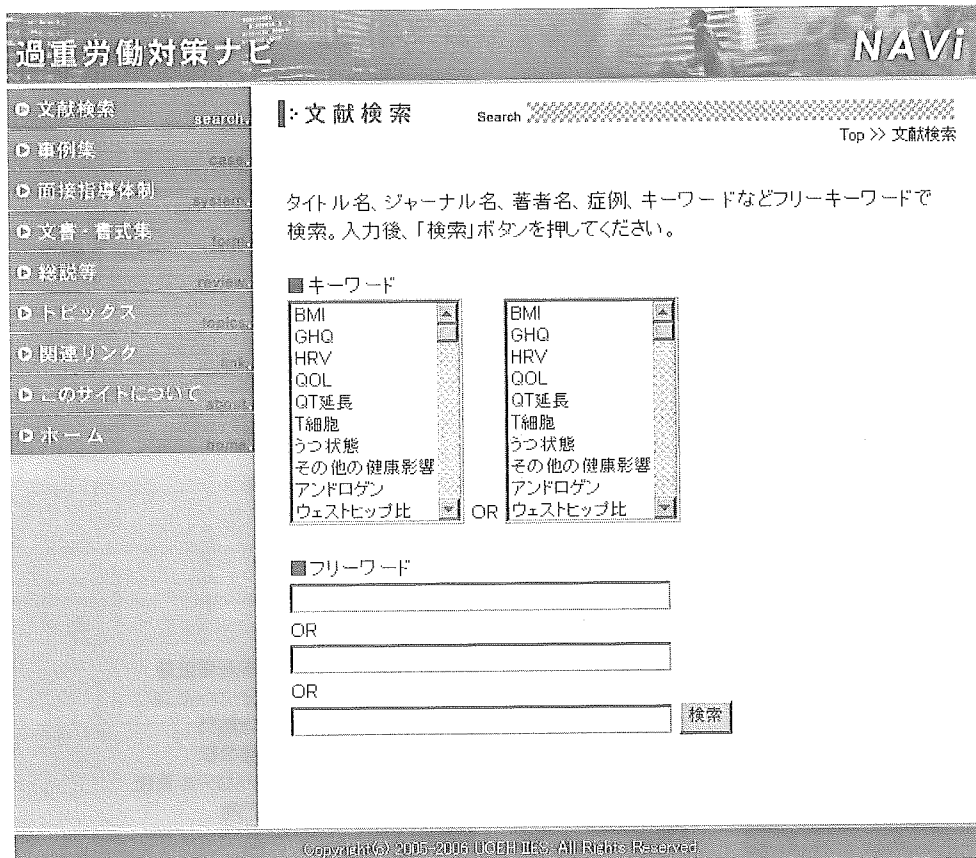 過重労働対策ナビ
NAVi
文献検索
search.
事例集
case.
面接指導体制
system.
文書・書式集
form.
総説等
review.
トピックス
topics.
関連リンク
link.
このサイトについて
about.
ホーム
home.
文献検索
Search
Top >> 文献検索
タイトル名、ジャーナル名、著者名、症例、キーワードなどフリーキーワードで
検索。入力後、「検索」ボタンを押してください。
■キーワード
BMI
GHQ
HRV
QOL
QT延長
T細胞
うつ状態
その他の健康影響
アンドロゲン
ウェストヒップ比
OR
BMI
GHQ
HRV
QOL
QT延長
T細胞
うつ状態
その他の健康影響
アンドロゲン
ウェストヒップ比
■フリーワード
OR
OR
検索
Copyright(c) 2005-2006 UOEH IIES. All Rights Reserved.